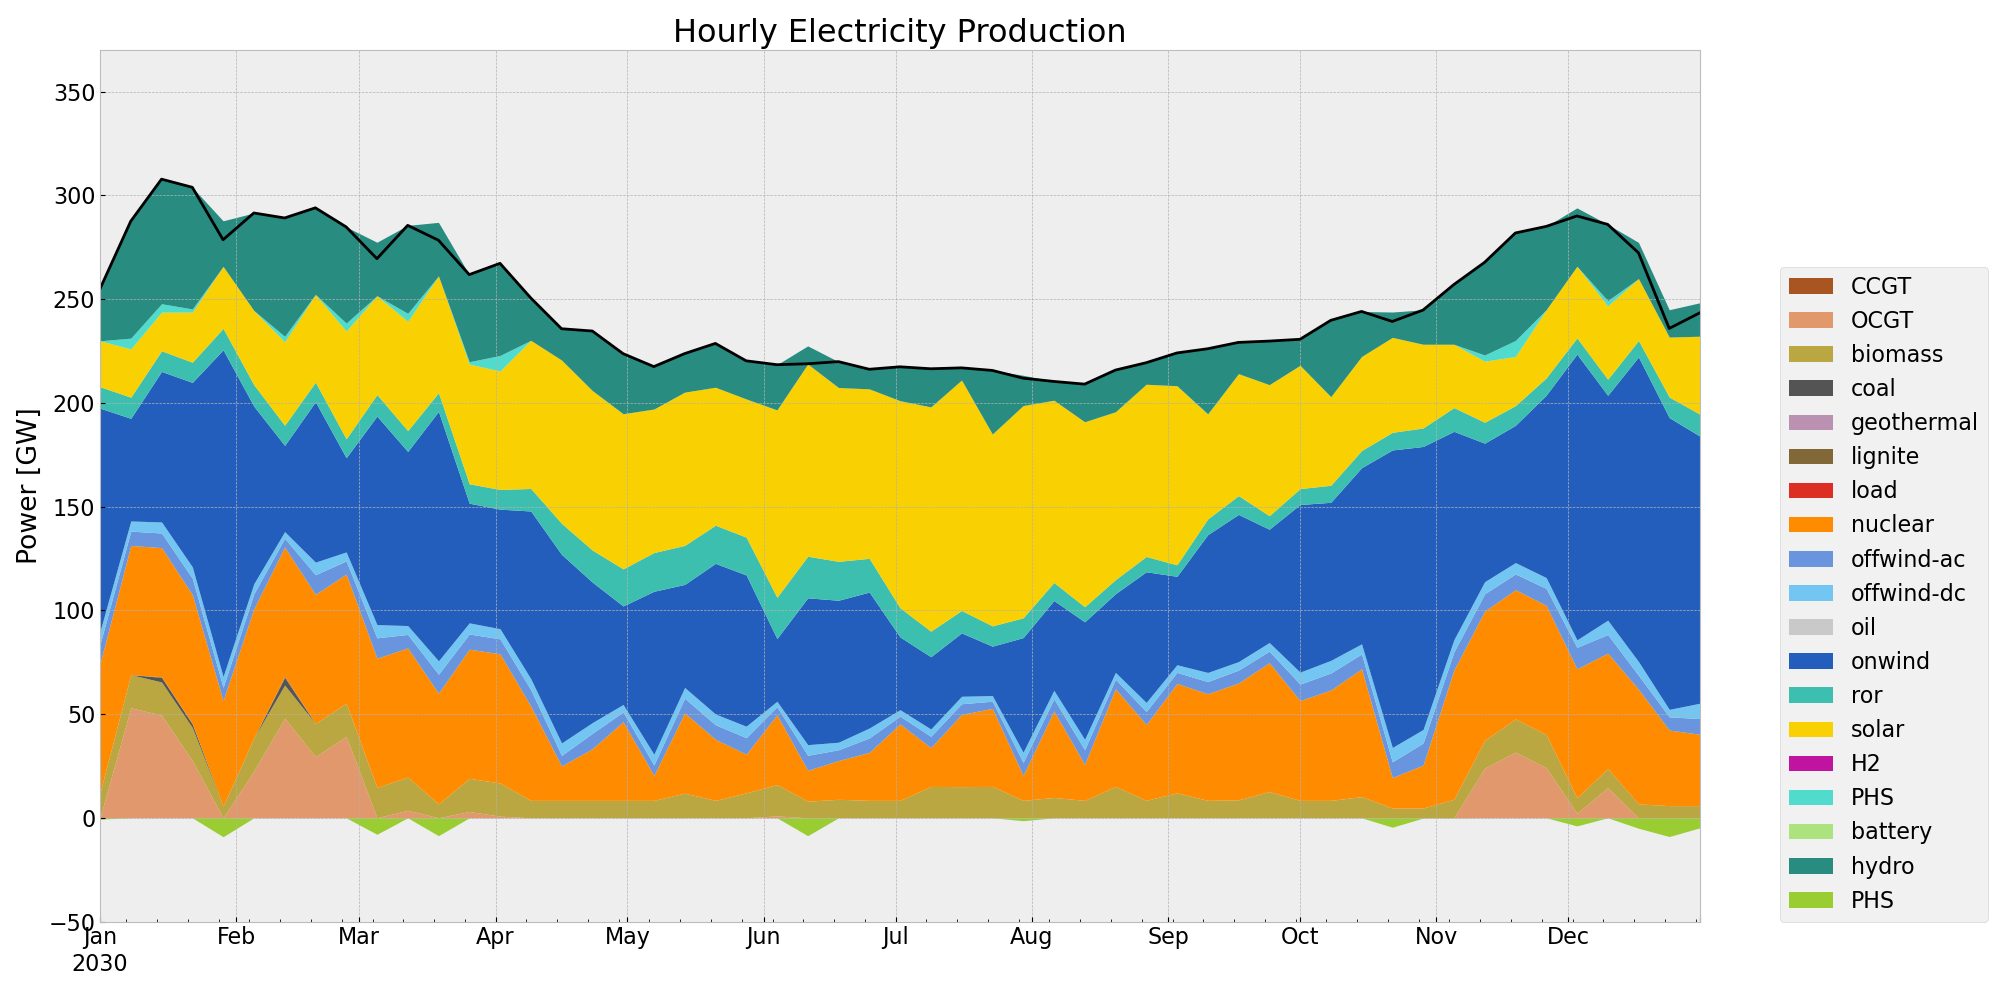 Hourly Electricity Production
Power [GW]
350
300
250
200
150
100
50
0
−50
Jan Feb Mar Apr May Jun Jul Aug Sep Oct Nov Dec
2030
CCGT
OCGT
biomass
coal
geothermal
lignite
load
nuclear
offwind-ac
offwind-dc
oil
onwind
ror
solar
H2
PHS
battery
hydro
PHS